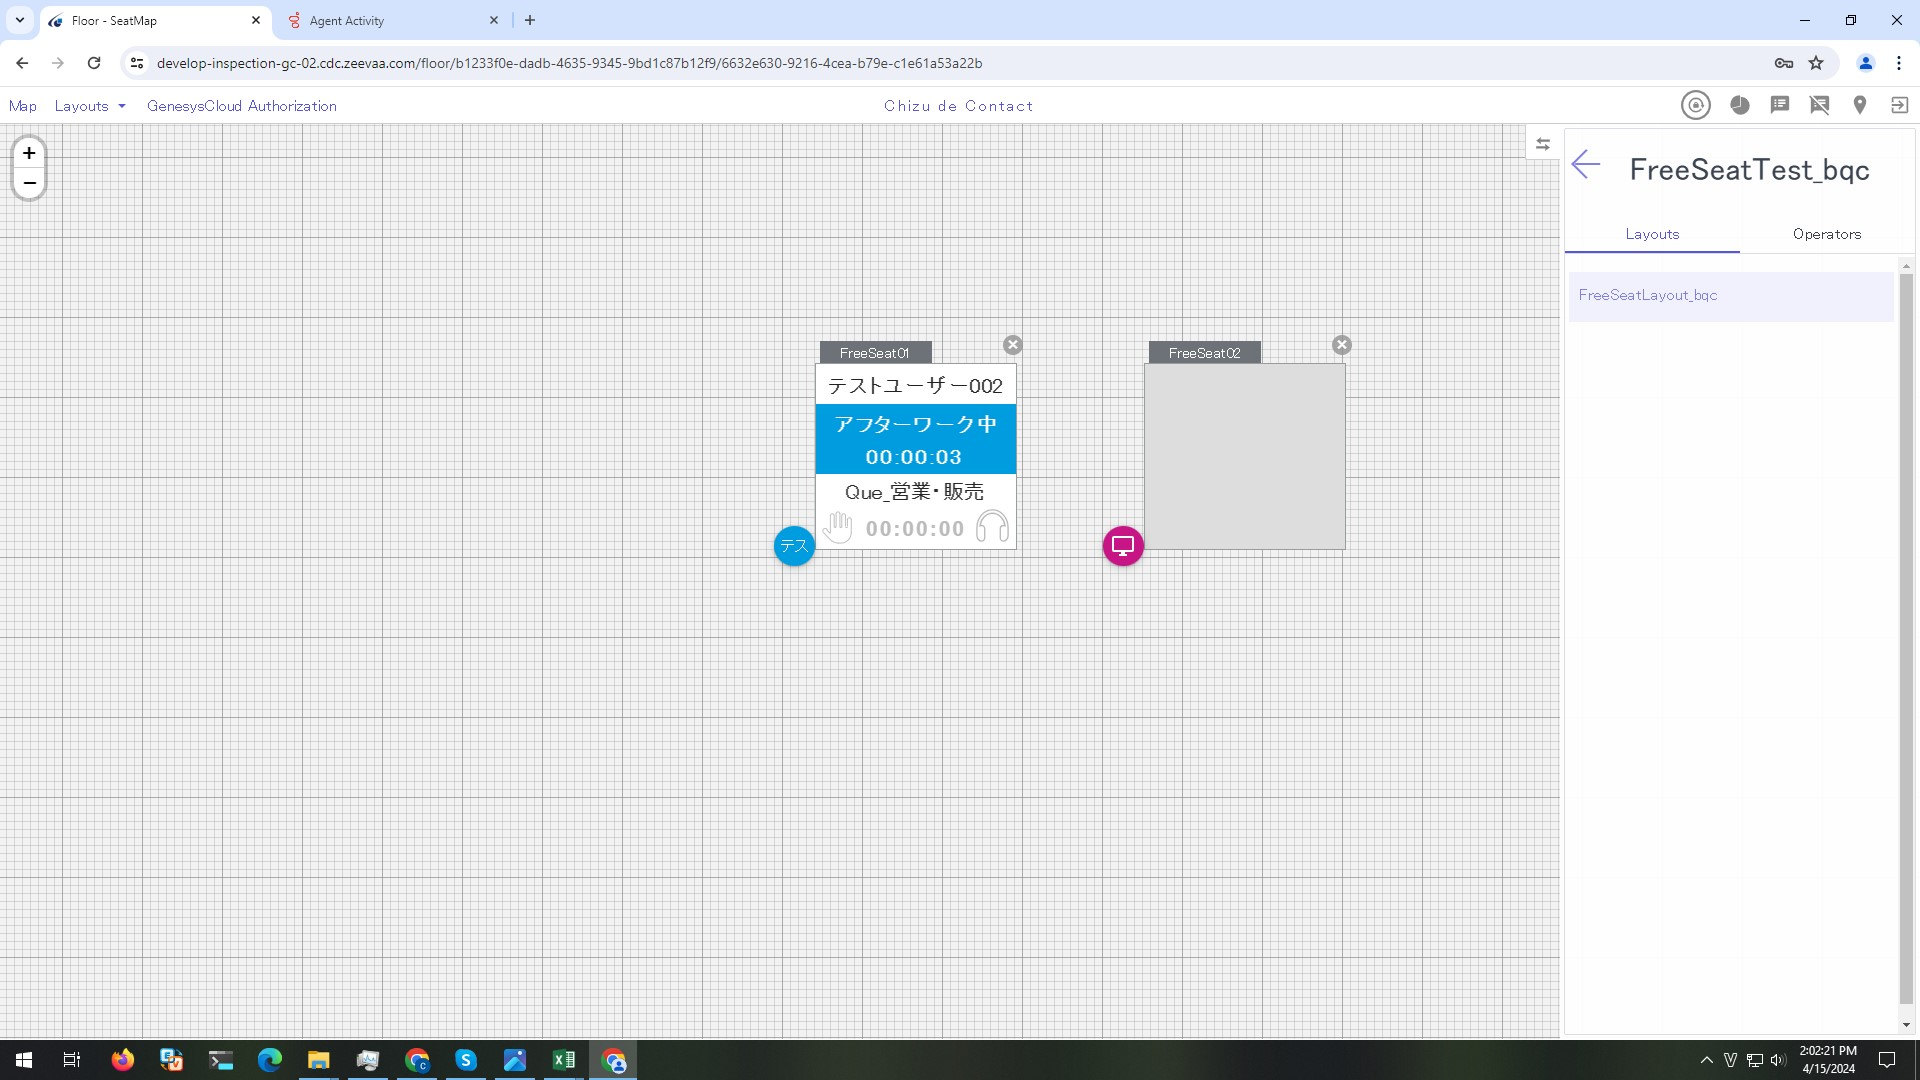 Floor - SeatMap
Agent Activity
develop-inspection-gc-02.cdc.zeevaa.com/floor/b1233f0e-dadb-4635-9345-9bd1c87b12f9/6632e630-9216-4cea-b79e-c1e61a53a22b
Map Layouts GenesysCloud Authorization Chizu de Contact
+
−
FreeSeatTest_bqc
Layouts Operators
FreeSeatLayout_bqc
FreeSeat01
テストユーザー002
アフターワーク中
00:00:03
Que_営業・販売
00:00:00
テス
FreeSeat02
2:02:21 PM
4/15/2024